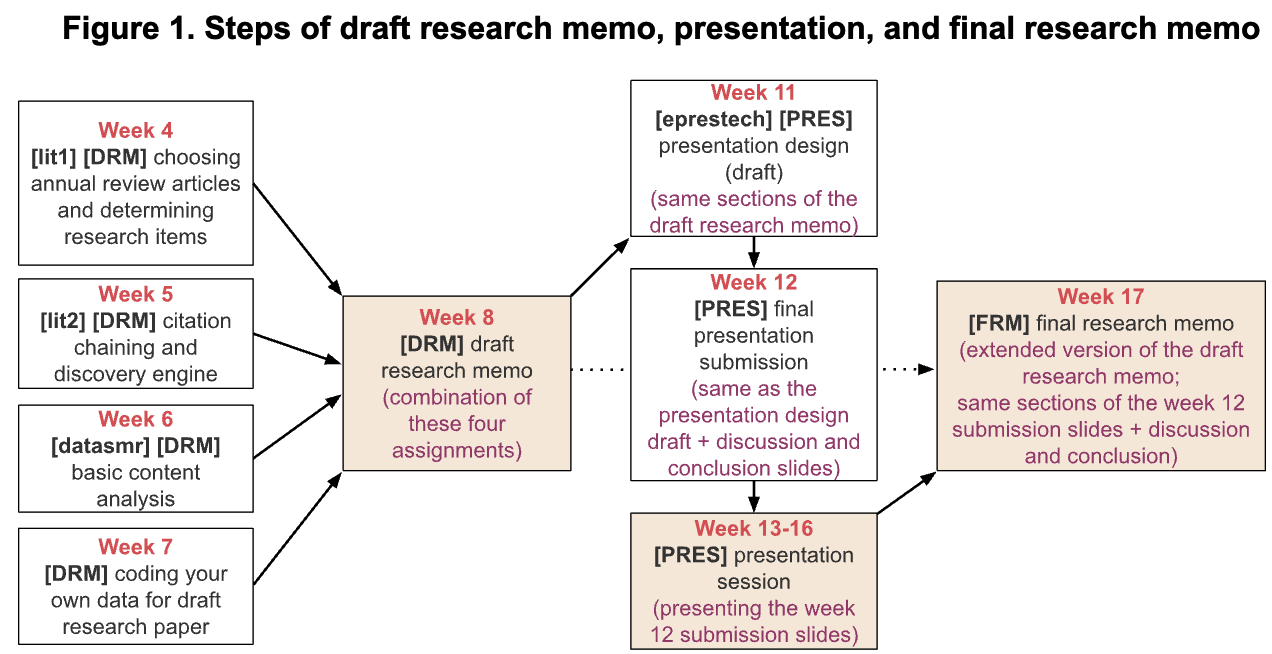 Figure 1. Steps of draft research memo, presentation, and final research memo
Week 4
[lit1] [DRM] choosing
annual review articles
and determining
research items
Week 5
[lit2] [DRM] citation
chaining and
discovery engine
Week 6
[datasmr] [DRM]
basic content
analysis
Week 7
[DRM] coding your
own data for draft
research paper
Week 8
[DRM] draft
research memo
(combination of
these four
assignments)
Week 11
[eprestech] [PRES]
presentation design
(draft)
(same sections of the
draft research memo)
Week 12
[PRES] final
presentation
submission
(same as the
presentation design
draft + discussion and
conclusion slides)
Week 13-16
[PRES] presentation
session
(presenting the week
12 submission slides)
Week 17
[FRM] final research memo
(extended version of the draft
research memo;
same sections of the week 12
submission slides + discussion
and conclusion)